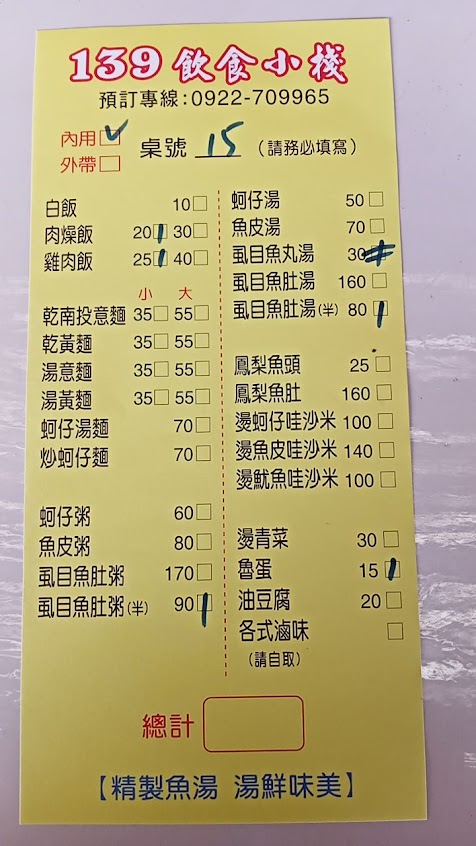 139 飲食小棧
預訂專線:0922-709965
內用□ ✓
外帶□
桌號 15 (請務必填寫)
白飯 10□
肉燥飯 20□ 1 30□
雞肉飯 25□ 1 40□
小 大
乾南投意麵 35□ 55□
乾黃麵 35□ 55□
湯意麵 35□ 55□
湯黃麵 35□ 55□
蚵仔湯麵 70□
炒蚵仔麵 70□
蚵仔粥 60□
魚皮粥 80□
虱目魚肚粥 170□
虱目魚肚粥(半) 90□ 1
蚵仔湯 50□
魚皮湯 70□
虱目魚丸湯 30□
虱目魚肚湯 160□
虱目魚肚湯(半) 80□ 1
鳳梨魚頭 25□
鳳梨魚肚 160□
燙蚵仔哇沙米 100□
燙魚皮哇沙米 140□
燙魷魚哇沙米 100□
燙青菜 30□
魯蛋 15□ 1
油豆腐 20□
各式滷味 □
(請自取)
總計
【精製魚湯 湯鮮味美】